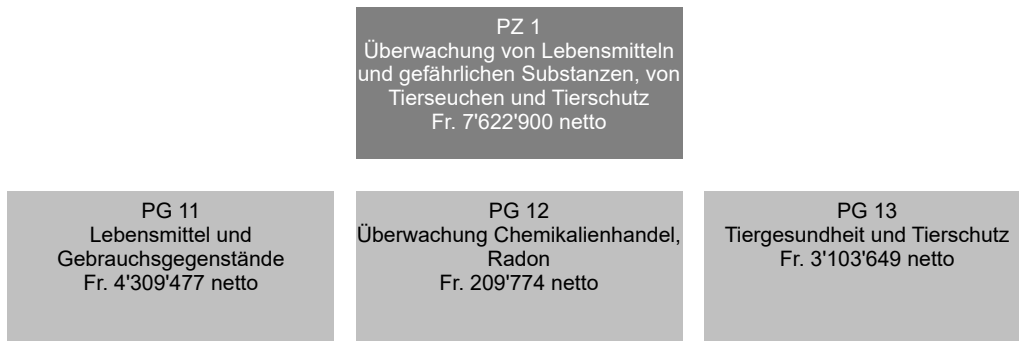 PZ 1
Überwachung von Lebensmitteln
und gefährlichen Substanzen, von
Tierseuchen und Tierschutz
Fr. 7'622'900 netto
PG 11
Lebensmittel und
Gebrauchsgegenstände
Fr. 4'309'477 netto
PG 12
Überwachung Chemikalienhandel,
Radon
Fr. 209'774 netto
PG 13
Tiergesundheit und Tierschutz
Fr. 3'103'649 netto